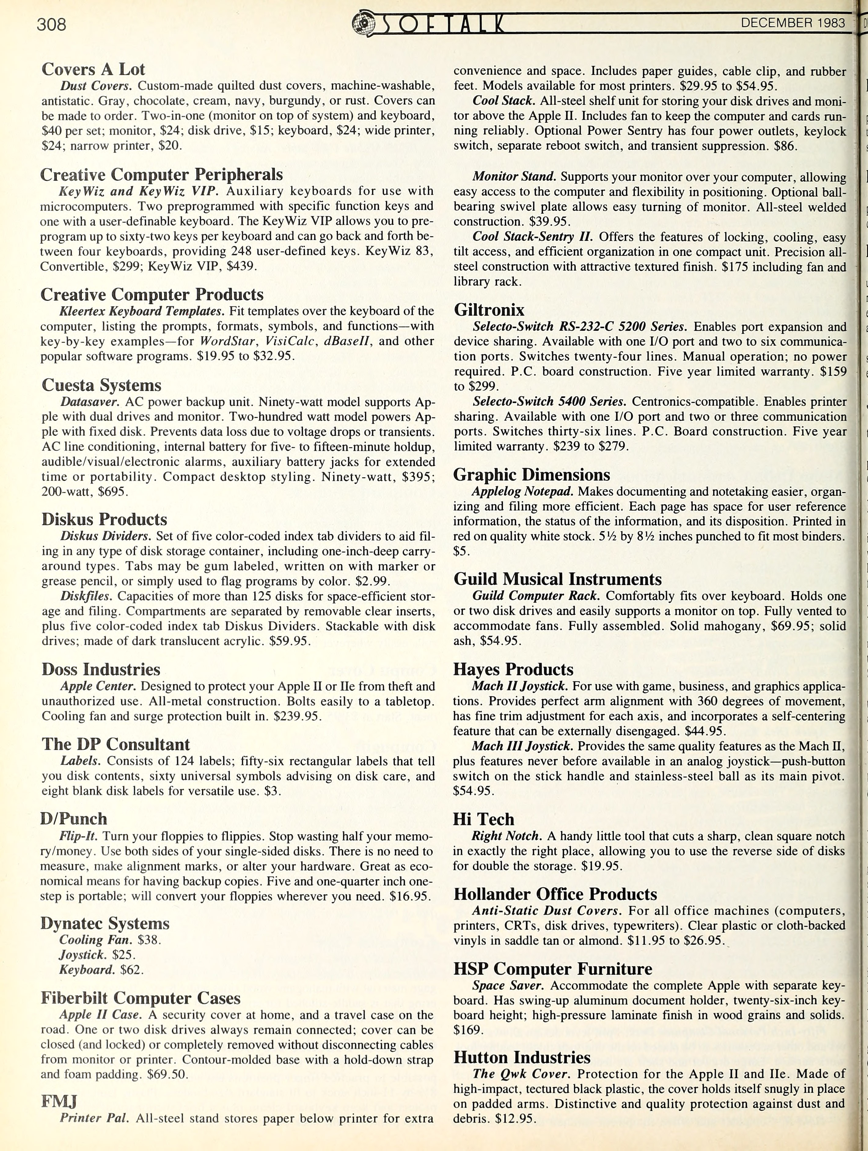 308
SOFTALK
DECEMBER 1983
Covers A Lot
Dust Covers. Custom-made quilted dust covers, machine-washable,
antistatic. Gray, chocolate, cream, navy, burgundy, or rust. Covers can
be made to order. Two-in-one (monitor on top of system) and keyboard,
$40 per set; monitor, $24; disk drive, $15; keyboard, $24; wide printer,
$24; narrow printer, $20.
Creative Computer Peripherals
KeyWiz and KeyWiz VIP. Auxiliary keyboards for use with
microcomputers. Two preprogrammed with specific function keys and
one with a user-definable keyboard. The KeyWiz VIP allows you to pre-
program up to sixty-two keys per keyboard and can go back and forth be-
tween four keyboards, providing 248 user-defined keys. KeyWiz 83,
Convertible, $299; KeyWiz VIP, $439.
Creative Computer Products
Kleertex Keyboard Templates. Fit templates over the keyboard of the
computer, listing the prompts, formats, symbols, and functions—with
key-by-key examples—for WordStar, VisiCalc, dBaseII, and other
popular software programs. $19.95 to $32.95.
Cuesta Systems
Datasaver. AC power backup unit. Ninety-watt model supports Ap-
ple with dual drives and monitor. Two-hundred watt model powers Ap-
ple with fixed disk. Prevents data loss due to voltage drops or transients.
AC line conditioning, internal battery for five- to fifteen-minute holdup,
audible/visual/electronic alarms, auxiliary battery jacks for extended
time or portability. Compact desktop styling. Ninety-watt, $395;
200-watt, $695.
Diskus Products
Diskus Dividers. Set of five color-coded index tab dividers to aid fil-
ing in any type of disk storage container, including one-inch-deep carry-
around types. Tabs may be gum labeled, written on with marker or
grease pencil, or simply used to flag programs by color. $2.99.
Diskfiles. Capacities of more than 125 disks for space-efficient stor-
age and filing. Compartments are separated by removable clear inserts,
plus five color-coded index tab Diskus Dividers. Stackable with disk
drives; made of dark translucent acrylic. $59.95.
Doss Industries
Apple Center. Designed to protect your Apple II or IIe from theft and
unauthorized use. All-metal construction. Bolts easily to a tabletop.
Cooling fan and surge protection built in. $239.95.
The DP Consultant
Labels. Consists of 124 labels; fifty-six rectangular labels that tell
you disk contents, sixty universal symbols advising on disk care, and
eight blank disk labels for versatile use. $3.
D/Punch
Flip-It. Turn your floppies to flippies. Stop wasting half your memo-
ry/money. Use both sides of your single-sided disks. There is no need to
measure, make alignment marks, or alter your hardware. Great as eco-
nomical means for having backup copies. Five and one-quarter inch one-
step is portable; will convert your floppies wherever you need. $16.95.
Dynatec Systems
Cooling Fan. $38.
Joystick. $25.
Keyboard. $62.
Fiberbilt Computer Cases
Apple II Case. A security cover at home, and a travel case on the
road. One or two disk drives always remain connected; cover can be
closed (and locked) or completely removed without disconnecting cables
from monitor or printer. Contour-molded base with a hold-down strap
and foam padding. $69.50.
FMJ
Printer Pal. All-steel stand stores paper below printer for extra
convenience and space. Includes paper guides, cable clip, and rubber
feet. Models available for most printers. $29.95 to $54.95.
Cool Stack. All-steel shelf unit for storing your disk drives and moni-
tor above the Apple II. Includes fan to keep the computer and cards run-
ning reliably. Optional Power Sentry has four power outlets, keylock
switch, separate reboot switch, and transient suppression. $86.
Monitor Stand. Supports your monitor over your computer, allowing
easy access to the computer and flexibility in positioning. Optional ball-
bearing swivel plate allows easy turning of monitor. All-steel welded
construction. $39.95.
Cool Stack-Sentry II. Offers the features of locking, cooling, easy
tilt access, and efficient organization in one compact unit. Precision all-
steel construction with attractive textured finish. $175 including fan and
library rack.
Giltronix
Selecto-Switch RS-232-C 5200 Series. Enables port expansion and
device sharing. Available with one I/O port and two to six communica-
tion ports. Switches twenty-four lines. Manual operation; no power
required. P.C. board construction. Five year limited warranty. $159
to $299.
Selecto-Switch 5400 Series. Centronics-compatible. Enables printer
sharing. Available with one I/O port and two or three communication
ports. Switches thirty-six lines. P.C. Board construction. Five year
limited warranty. $239 to $279.
Graphic Dimensions
Applelog Notepad. Makes documenting and notetaking easier, organ-
izing and filing more efficient. Each page has space for user reference
information, the status of the information, and its disposition. Printed in
red on quality white stock. 5½ by 8½ inches punched to fit most binders.
$5.
Guild Musical Instruments
Guild Computer Rack. Comfortably fits over keyboard. Holds one
or two disk drives and easily supports a monitor on top. Fully vented to
accommodate fans. Fully assembled. Solid mahogany, $69.95; solid
ash, $54.95.
Hayes Products
Mach II Joystick. For use with game, business, and graphics applica-
tions. Provides perfect arm alignment with 360 degrees of movement,
has fine trim adjustment for each axis, and incorporates a self-centering
feature that can be externally disengaged. $44.95.
Mach III Joystick. Provides the same quality features as the Mach II,
plus features never before available in an analog joystick—push-button
switch on the stick handle and stainless-steel ball as its main pivot.
$54.95.
Hi Tech
Right Notch. A handy little tool that cuts a sharp, clean square notch
in exactly the right place, allowing you to use the reverse side of disks
for double the storage. $19.95.
Hollander Office Products
Anti-Static Dust Covers. For all office machines (computers,
printers, CRTs, disk drives, typewriters). Clear plastic or cloth-backed
vinyls in saddle tan or almond. $11.95 to $26.95.
HSP Computer Furniture
Space Saver. Accommodate the complete Apple with separate key-
board. Has swing-up aluminum document holder, twenty-six-inch key-
board height; high-pressure laminate finish in wood grains and solids.
$169.
Hutton Industries
The Qwk Cover. Protection for the Apple II and IIe. Made of
high-impact, tectured black plastic, the cover holds itself snugly in place
on padded arms. Distinctive and quality protection against dust and
debris. $12.95.